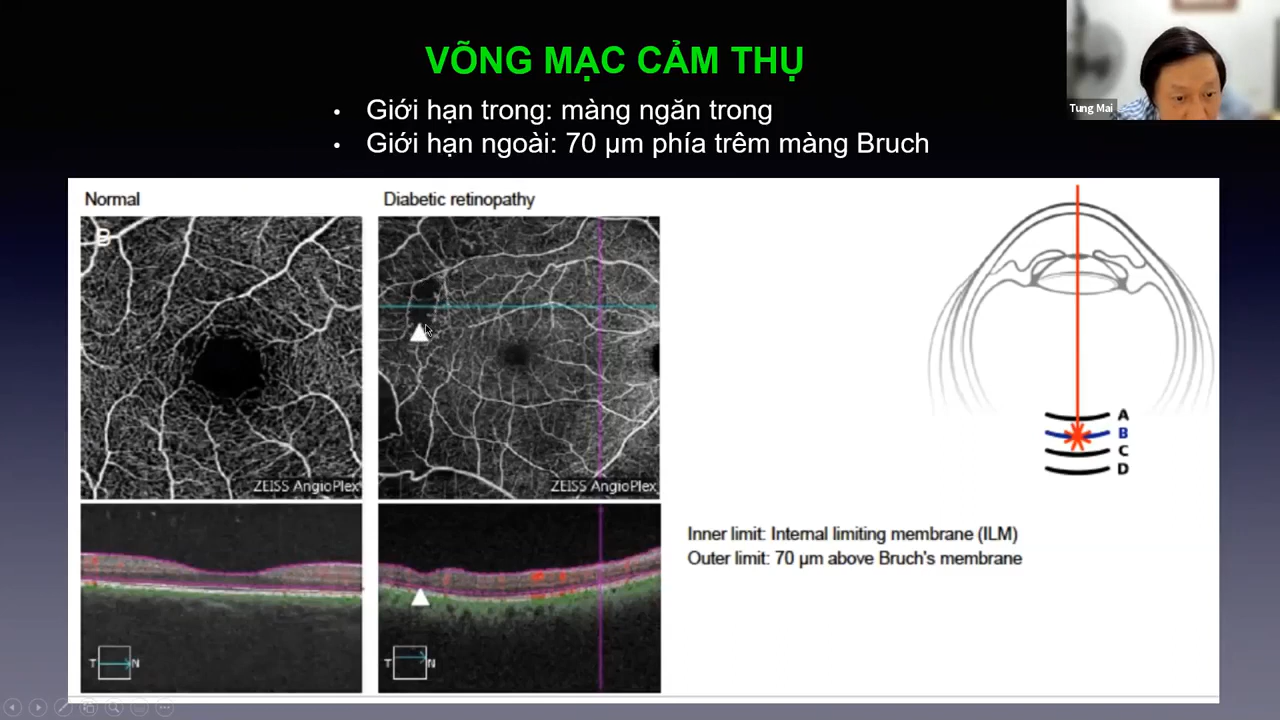 VÕNG MẠC CẢM THỤ
Tung Mai
• Giới hạn trong: màng ngăn trong
• Giới hạn ngoài: 70 µm phía trêm màng Bruch
Normal
Diabetic retinopathy
B
ZEISS AngioPlex
ZEISS AngioPlex
A
B
C
D
Inner limit: Internal limiting membrane (ILM)
Outer limit: 70 µm above Bruch's membrane
T N
T N